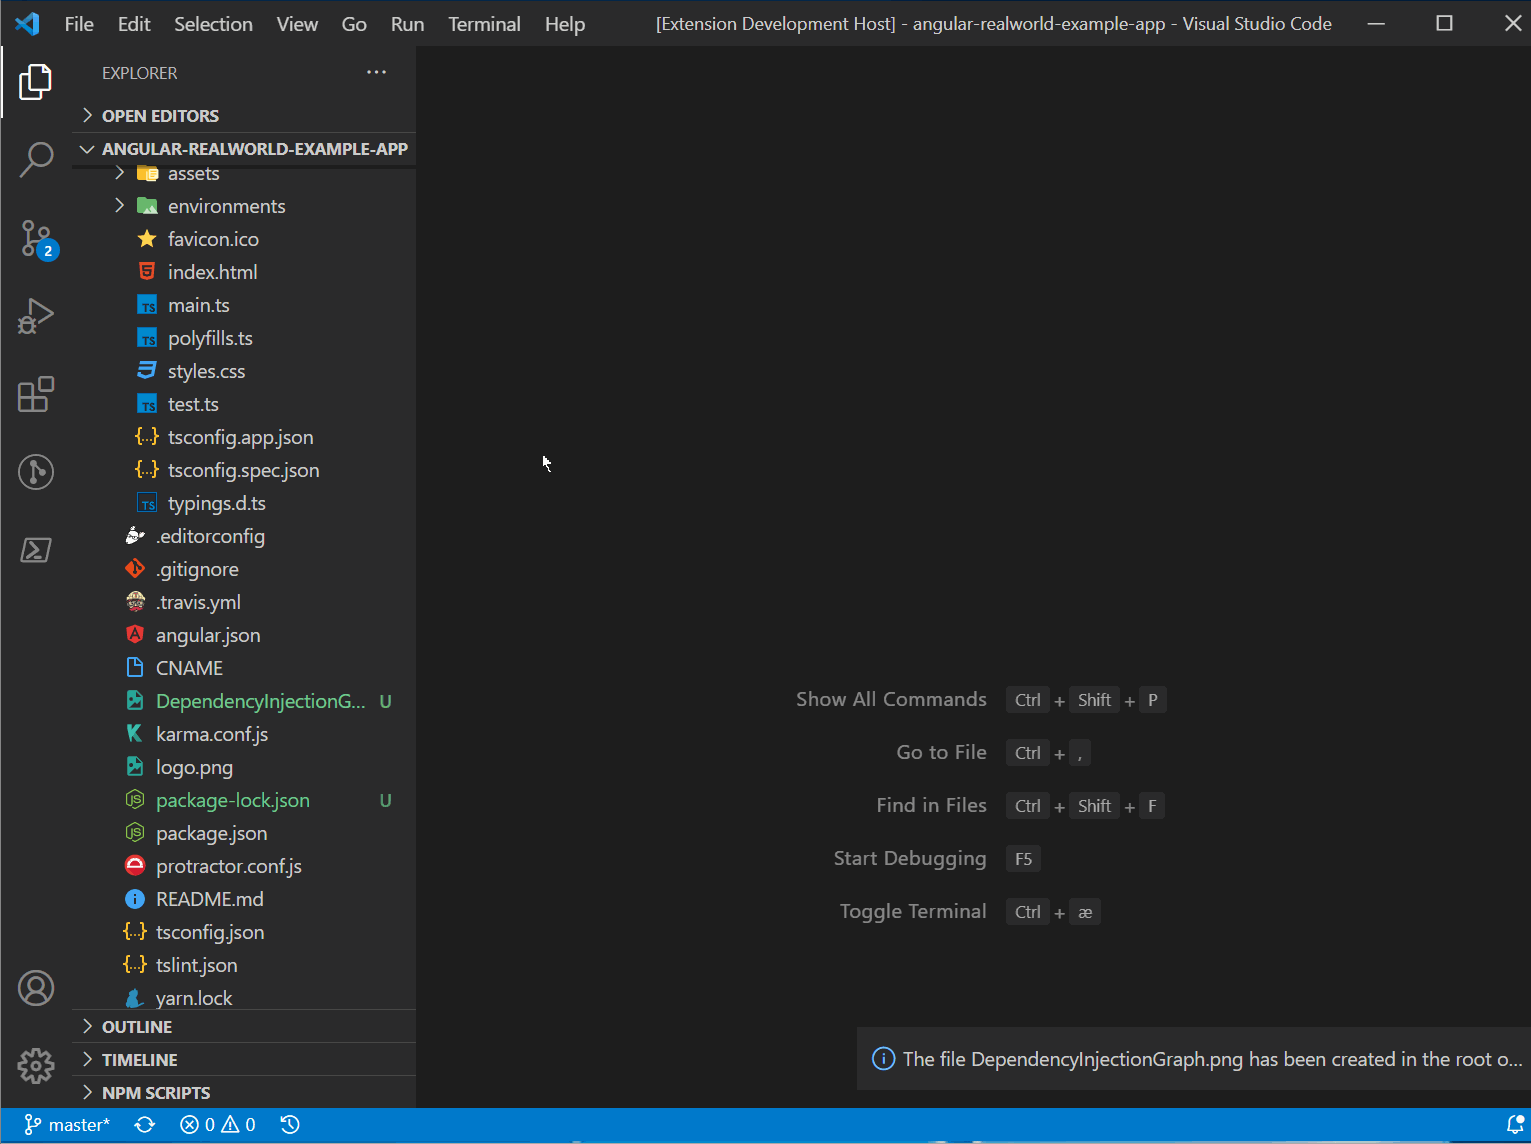 File Edit Selection View Go Run Terminal Help [Extension Development Host] - angular-realworld-example-app - Visual Studio Code
EXPLORER
OPEN EDITORS
ANGULAR-REALWORLD-EXAMPLE-APP
assets
environments
favicon.ico
index.html
TS main.ts
TS polyfills.ts
styles.css
TS test.ts
{..} tsconfig.app.json
{..} tsconfig.spec.json
TS typings.d.ts
.editorconfig
.gitignore
.travis.yml
angular.json
CNAME
DependencyInjectionG... U
karma.conf.js
logo.png
package-lock.json U
package.json
protractor.conf.js
README.md
{..} tsconfig.json
{..} tslint.json
yarn.lock
OUTLINE
TIMELINE
NPM SCRIPTS
2
Show All Commands Ctrl + Shift + P
Go to File Ctrl + ,
Find in Files Ctrl + Shift + F
Start Debugging F5
Toggle Terminal Ctrl + æ
The file DependencyInjectionGraph.png has been created in the root o...
master* 0 0